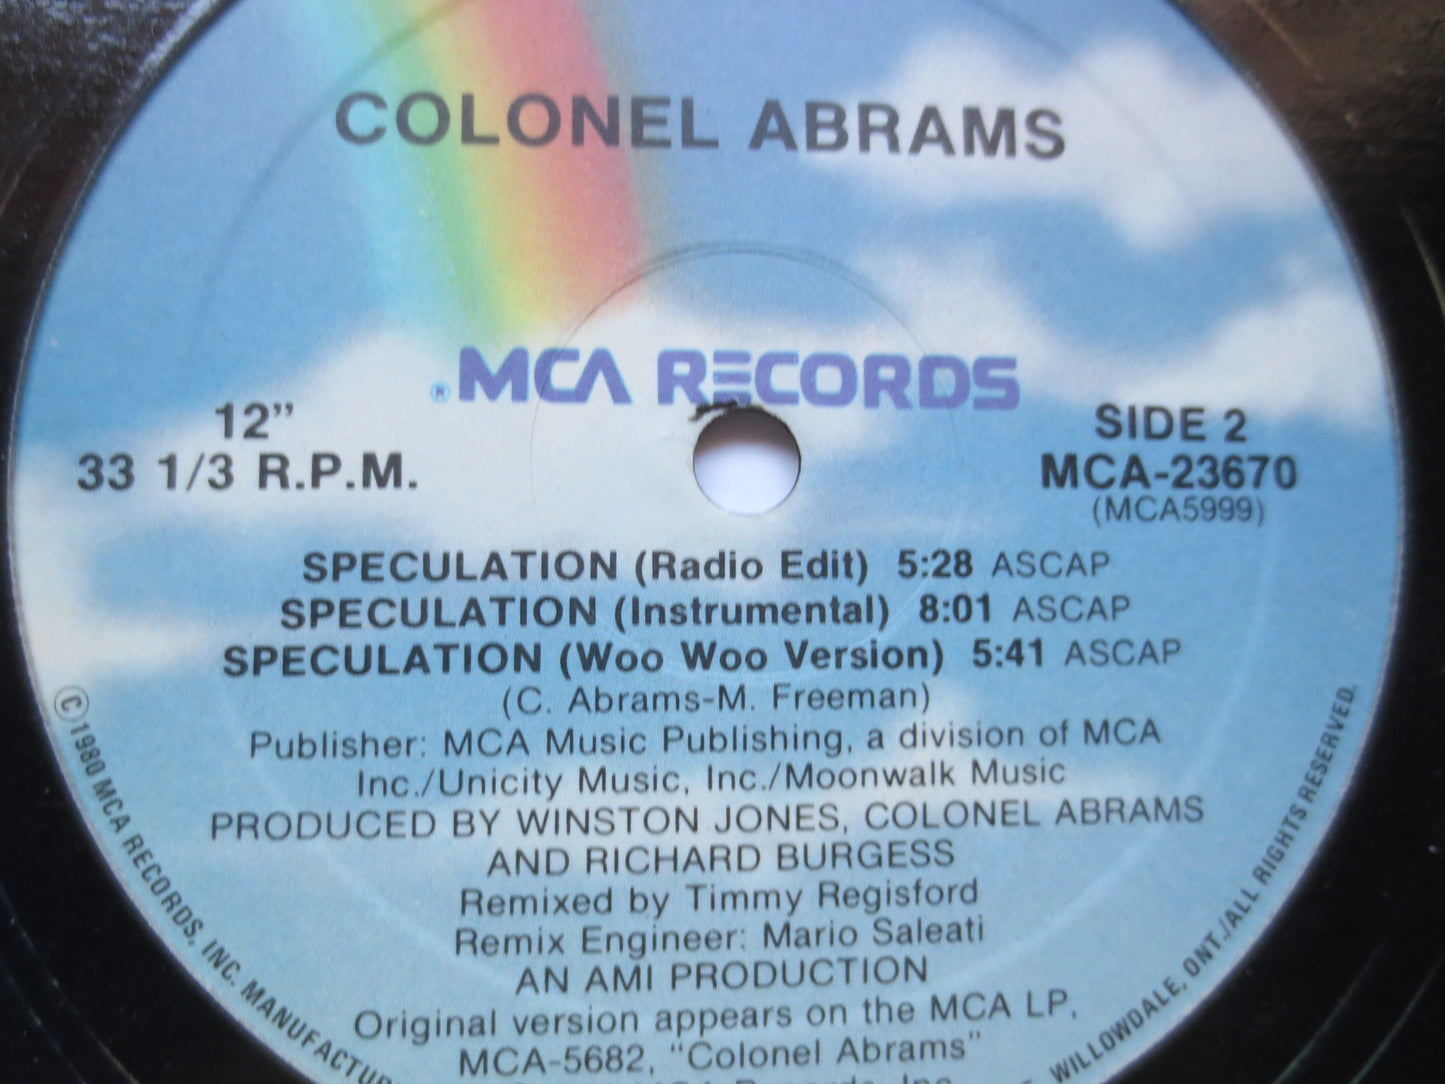 COLONEL ABRAMS
® MCA RECORDS
12”
33 1/3 R.P.M.
SIDE 2
MCA-23670
(MCA5999)
SPECULATION (Radio Edit) 5:28 ASCAP
SPECULATION (Instrumental) 8:01 ASCAP
SPECULATION (Woo Woo Version) 5:41 ASCAP
(C. Abrams-M. Freeman)
Publisher: MCA Music Publishing, a division of MCA
Inc./Unicity Music, Inc./Moonwalk Music
PRODUCED BY WINSTON JONES, COLONEL ABRAMS
AND RICHARD BURGESS
Remixed by Timmy Regisford
Remix Engineer: Mario Saleati
AN AMI PRODUCTION
Original version appears on the MCA LP,
MCA-5682, “Colonel Abrams”
MCA Records, Inc.
©1980 MCA RECORDS, INC. MANUFACTUR
WILLOWDALE, ONT./ALL RIGHTS RESERVED.